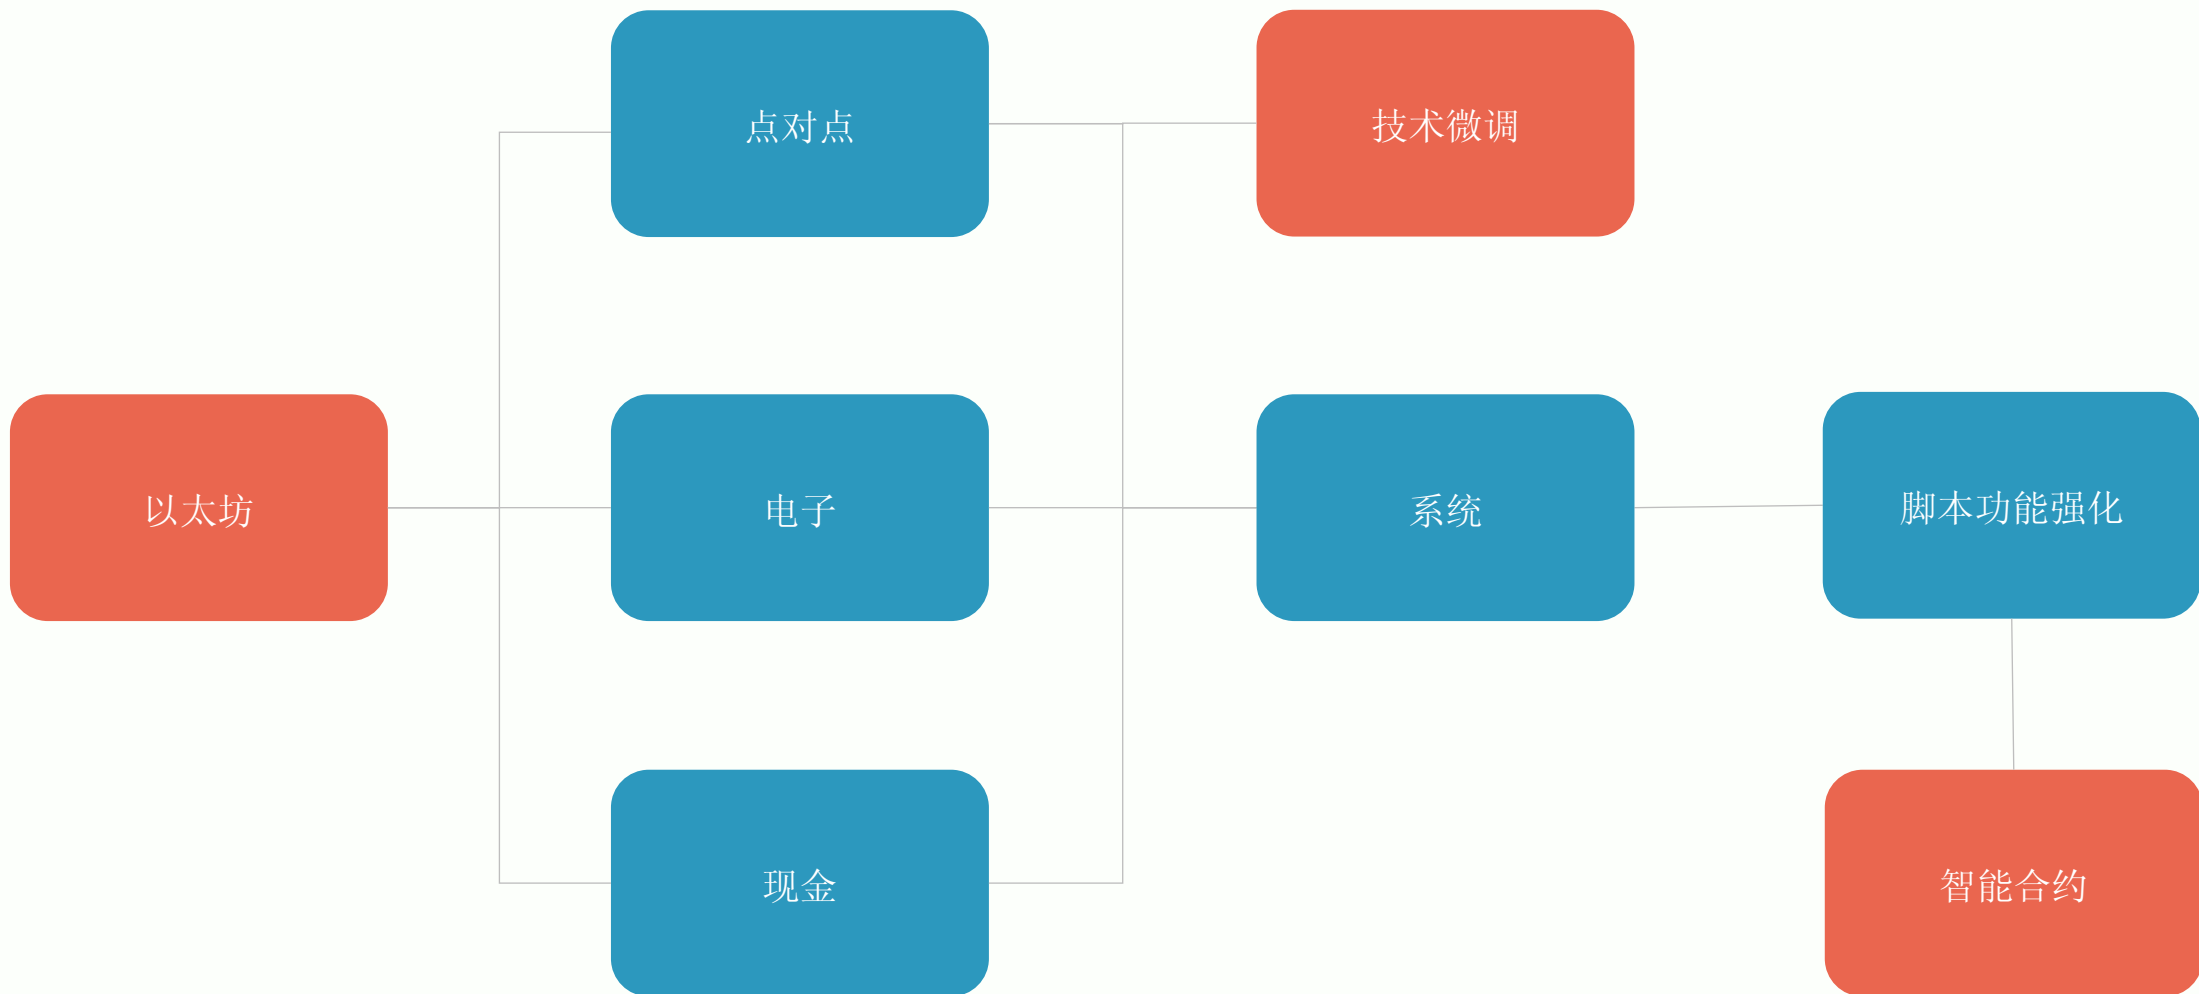 点对点
技术微调
以太坊
电子
系统
脚本功能强化
现金
智能合约